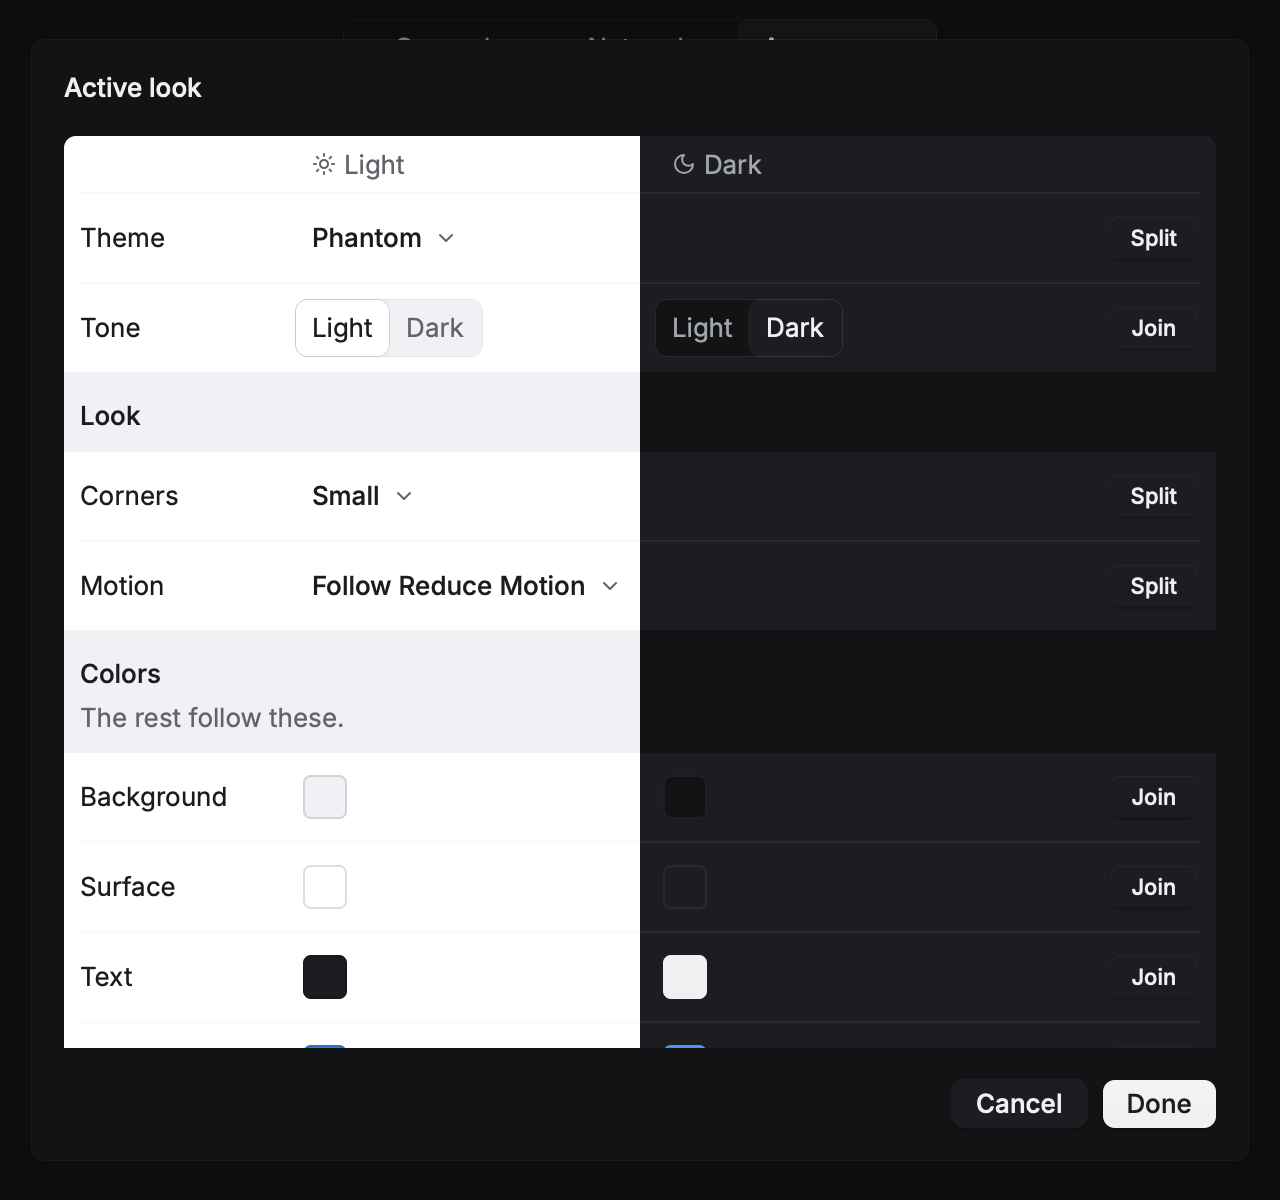 Active look
Light
Dark
Theme
Phantom
Split
Tone
Light
Dark
Light
Dark
Join
Look
Corners
Small
Split
Motion
Follow Reduce Motion
Split
Colors
The rest follow these.
Background
Join
Surface
Join
Text
Join
Cancel
Done